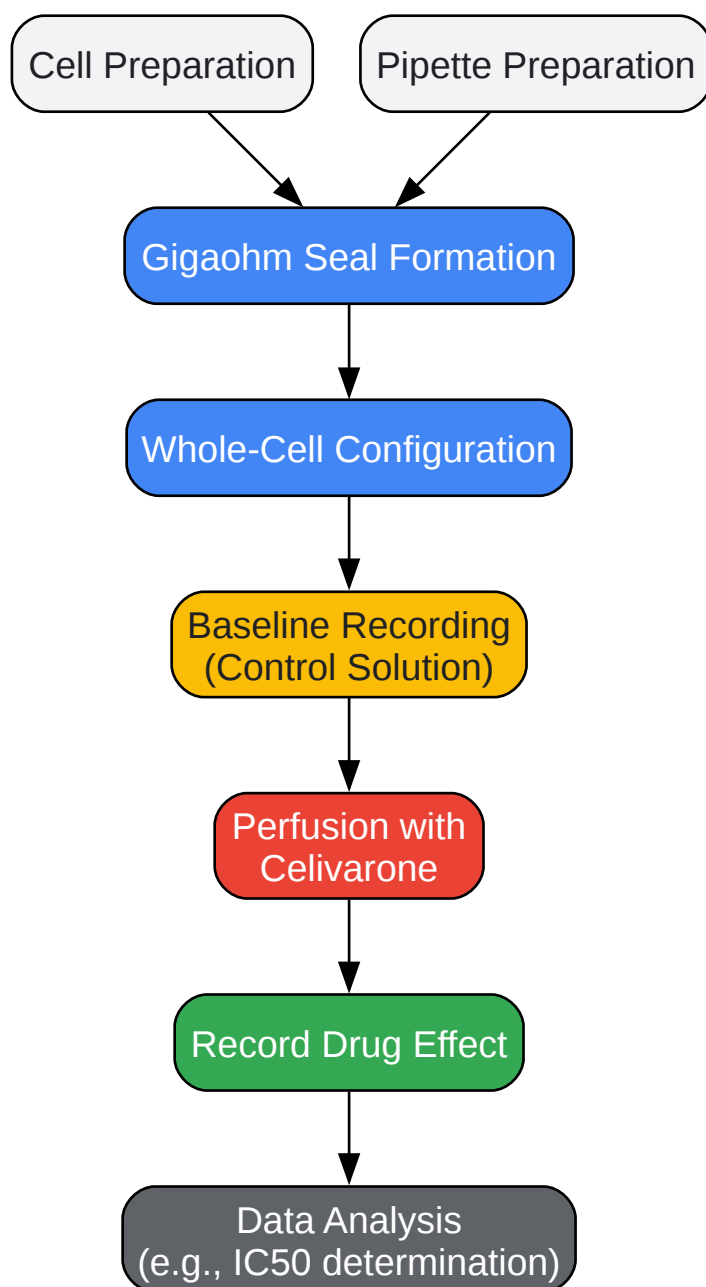 Cell Preparation
Pipette Preparation
Gigaohm Seal Formation
Whole-Cell Configuration
Baseline Recording
(Control Solution)
Perfusion with
Celivarone
Record Drug Effect
Data Analysis
(e.g., IC50 determination)